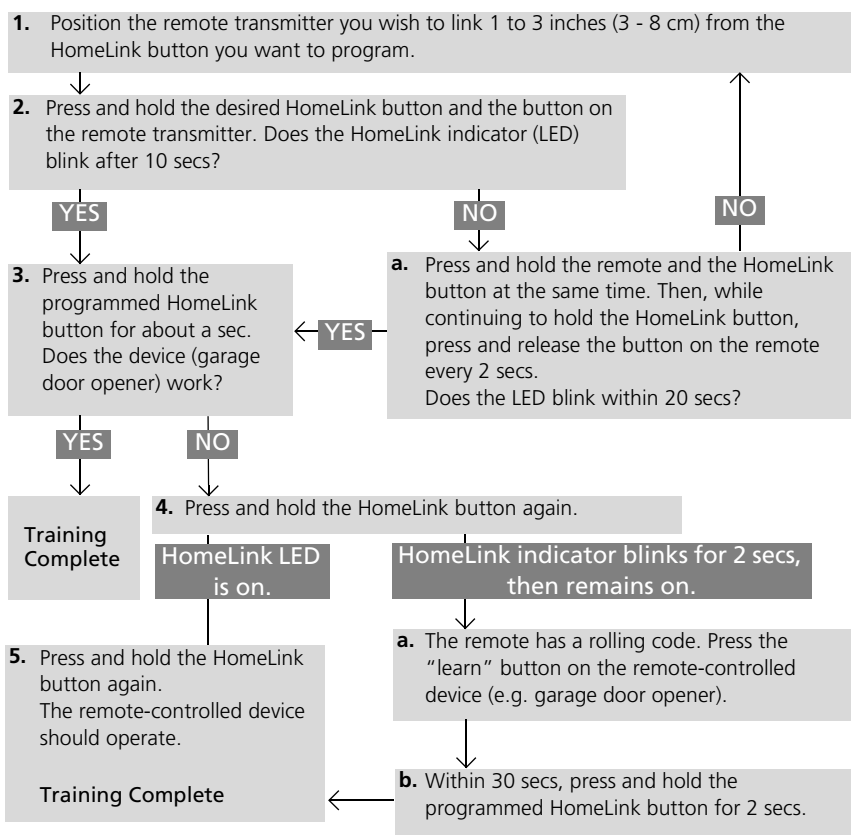 1. Position the remote transmitter you wish to link 1 to 3 inches (3 - 8 cm) from the
HomeLink button you want to program.
2. Press and hold the desired HomeLink button and the button on
the remote transmitter. Does the HomeLink indicator (LED)
blink after 10 secs?
YES
NO
NO
3. Press and hold the
programmed HomeLink
button for about a sec.
Does the device (garage
door opener) work?
a. Press and hold the remote and the HomeLink
button at the same time. Then, while
continuing to hold the HomeLink button,
press and release the button on the remote
every 2 secs.
Does the LED blink within 20 secs?
YES
YES
NO
Training
Complete
4. Press and hold the HomeLink button again.
HomeLink LED
is on.
HomeLink indicator blinks for 2 secs,
then remains on.
a. The remote has a rolling code. Press the
“learn” button on the remote-controlled
device (e.g. garage door opener).
5. Press and hold the HomeLink
button again.
The remote-controlled device
should operate.
Training Complete
b. Within 30 secs, press and hold the
programmed HomeLink button for 2 secs.